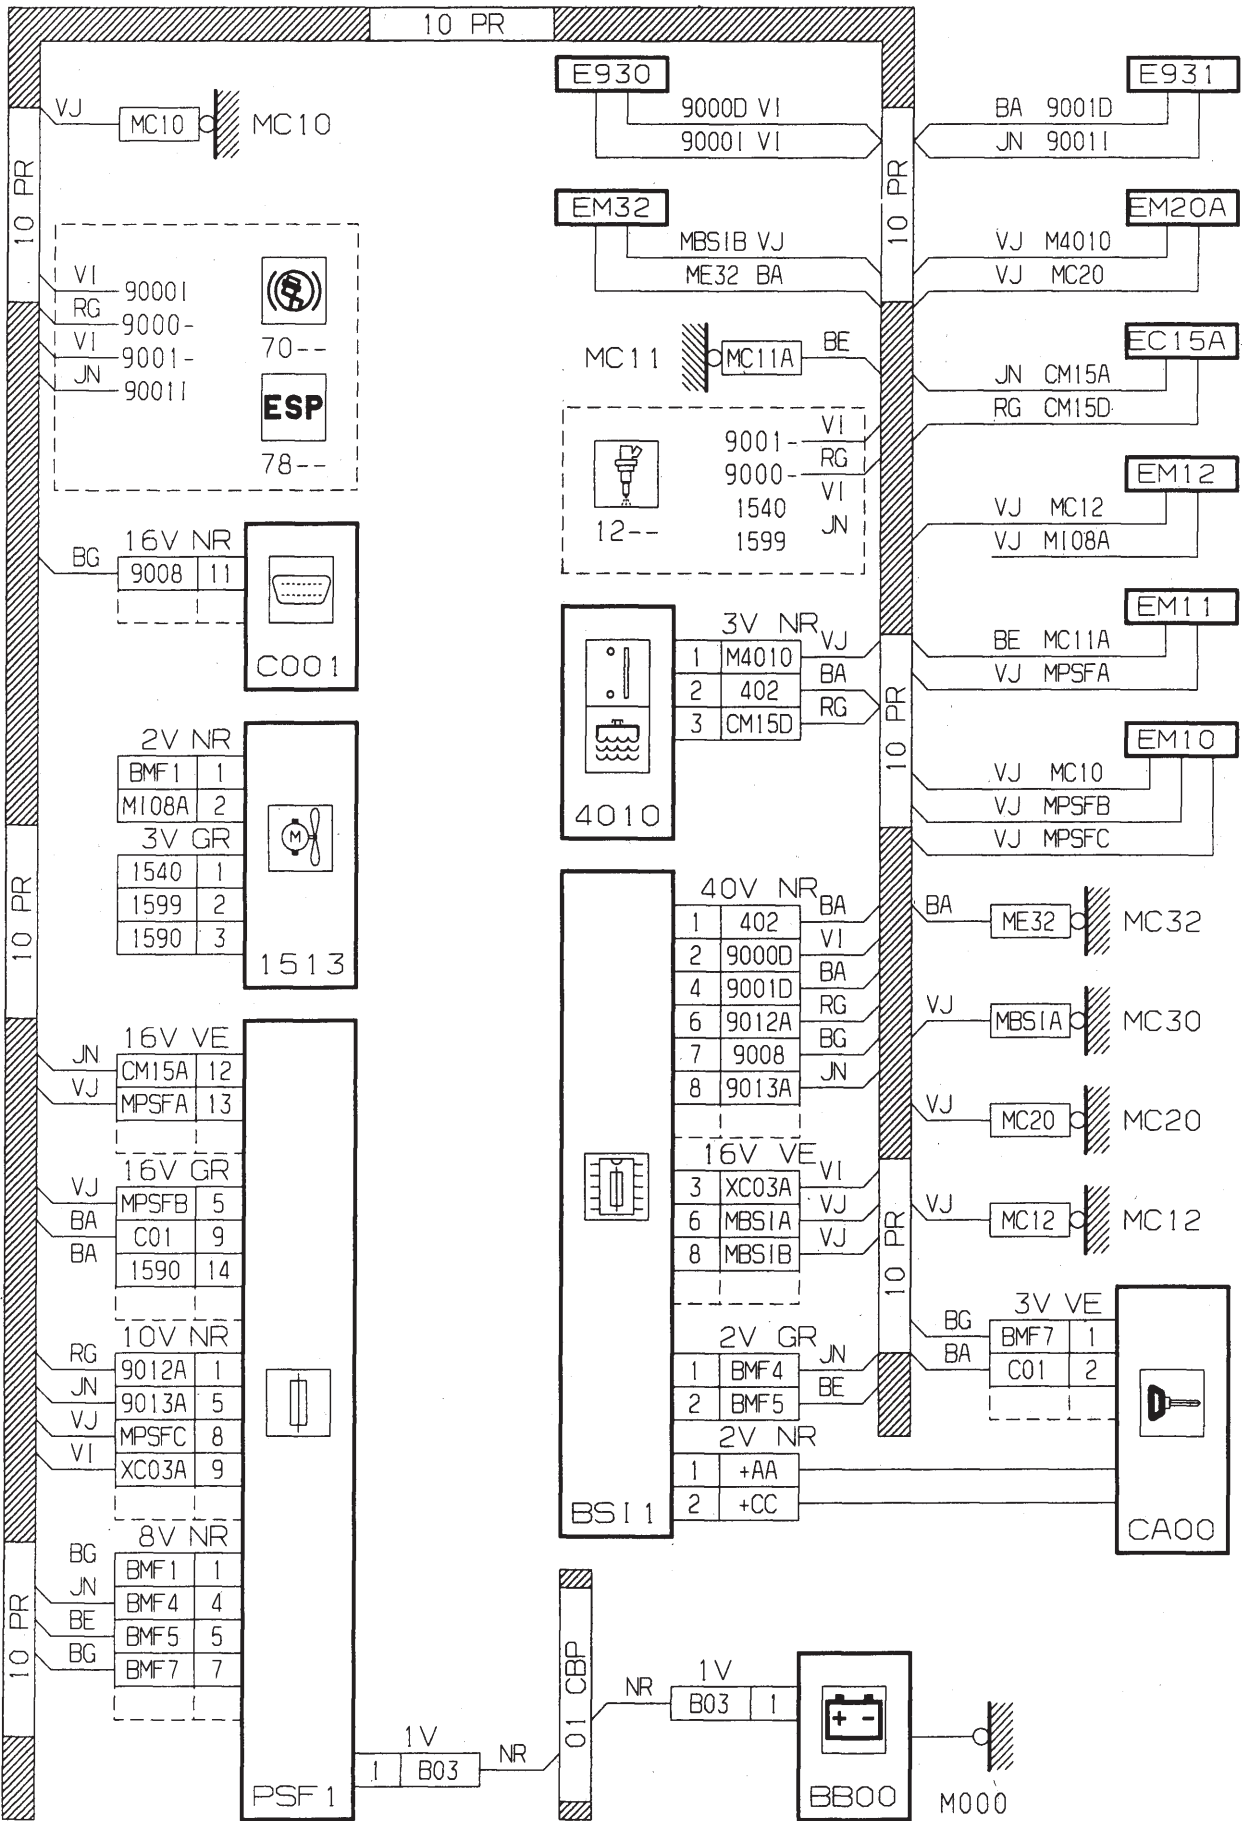 10 PR
E930
E931
9000D VI
9000I VI
BA 9001D
JN 9001I
VJ
MC10
MC10
10 PR
10 PR
EM32
EM20A
MBSIB VJ
ME32 BA
VJ M4010
VJ MC20
VI 9000I
RG 9000-
VI 9001-
JN 9001I
70--
ESP
78--
MC11
MC11A
BE
EC15A
JN CM15A
RG CM15D
9001- VI
9000- RG
1540 VI
1599 JN
12--
EM12
VJ MC12
VJ MI08A
16V NR
BG
9008 11
C001
3V NR
1 M4010 VJ
2 402 BA
3 CM15D RG
4010
10 PR
EM11
BE MC11A
VJ MPSFA
EM10
VJ MC10
VJ MPSFB
VJ MPSFC
2V NR
BMF1 1
MI08A 2
3V GR
1540 1
1599 2
1590 3
1513
10 PR
40V NR
1 402 BA
2 9000D VI
4 9001D BA
6 9012A RG
7 9008 BG
8 9013A JN
16V VE
3 XC03A VI
6 MBSIA VJ
8 MBSIB VJ
2V GR
1 BMF4 JN
2 BMF5 BE
2V NR
1 +AA
2 +CC
BSI1
10 PR
BA ME32 MC32
VJ MBSIA MC30
VJ MC20 MC20
VJ MC12 MC12
3V VE
BG BMF7 1
BA C01 2
CA00
16V VE
JN CM15A 12
VJ MPSFA 13
16V GR
VJ MPSFB 5
BA C01 9
BA 1590 14
10V NR
RG 9012A 1
JN 9013A 5
VJ MPSFC 8
VI XC03A 9
8V NR
BG BMF1 1
JN BMF4 4
BE BMF5 5
BG BMF7 7
10 PR
PSF1
1V
1 B03
NR
01 CBP
NR
1V
B03 1
+ -
BB00
M000